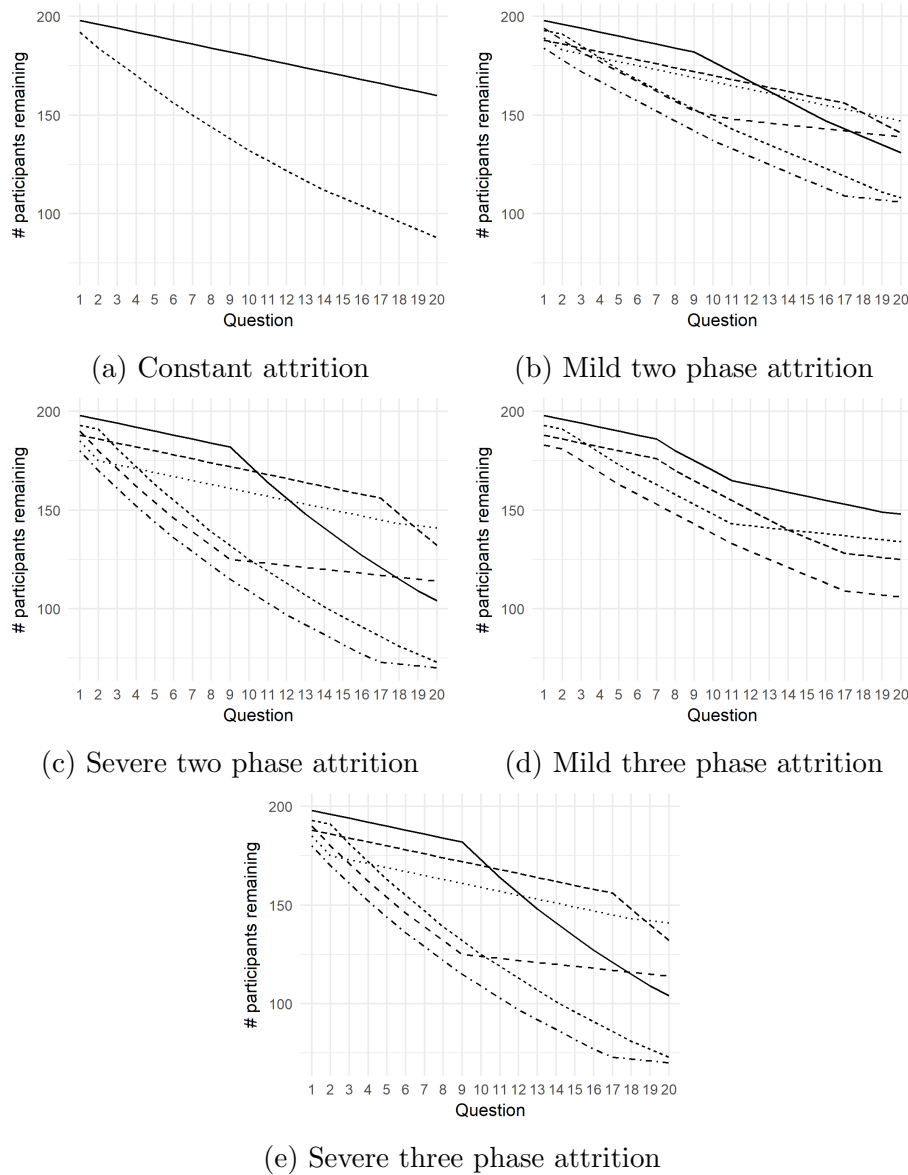 200
150
100
# participants remaining
1 2 3 4 5 6 7 8 9 10 11 12 13 14 15 16 17 18 19 20
Question
(a) Constant attrition
200
150
100
# participants remaining
1 2 3 4 5 6 7 8 9 10 11 12 13 14 15 16 17 18 19 20
Question
(b) Mild two phase attrition
200
150
100
# participants remaining
1 2 3 4 5 6 7 8 9 10 11 12 13 14 15 16 17 18 19 20
Question
(c) Severe two phase attrition
200
150
100
# participants remaining
1 2 3 4 5 6 7 8 9 10 11 12 13 14 15 16 17 18 19 20
Question
(d) Mild three phase attrition
200
150
100
# participants remaining
1 2 3 4 5 6 7 8 9 10 11 12 13 14 15 16 17 18 19 20
Question
(e) Severe three phase attrition